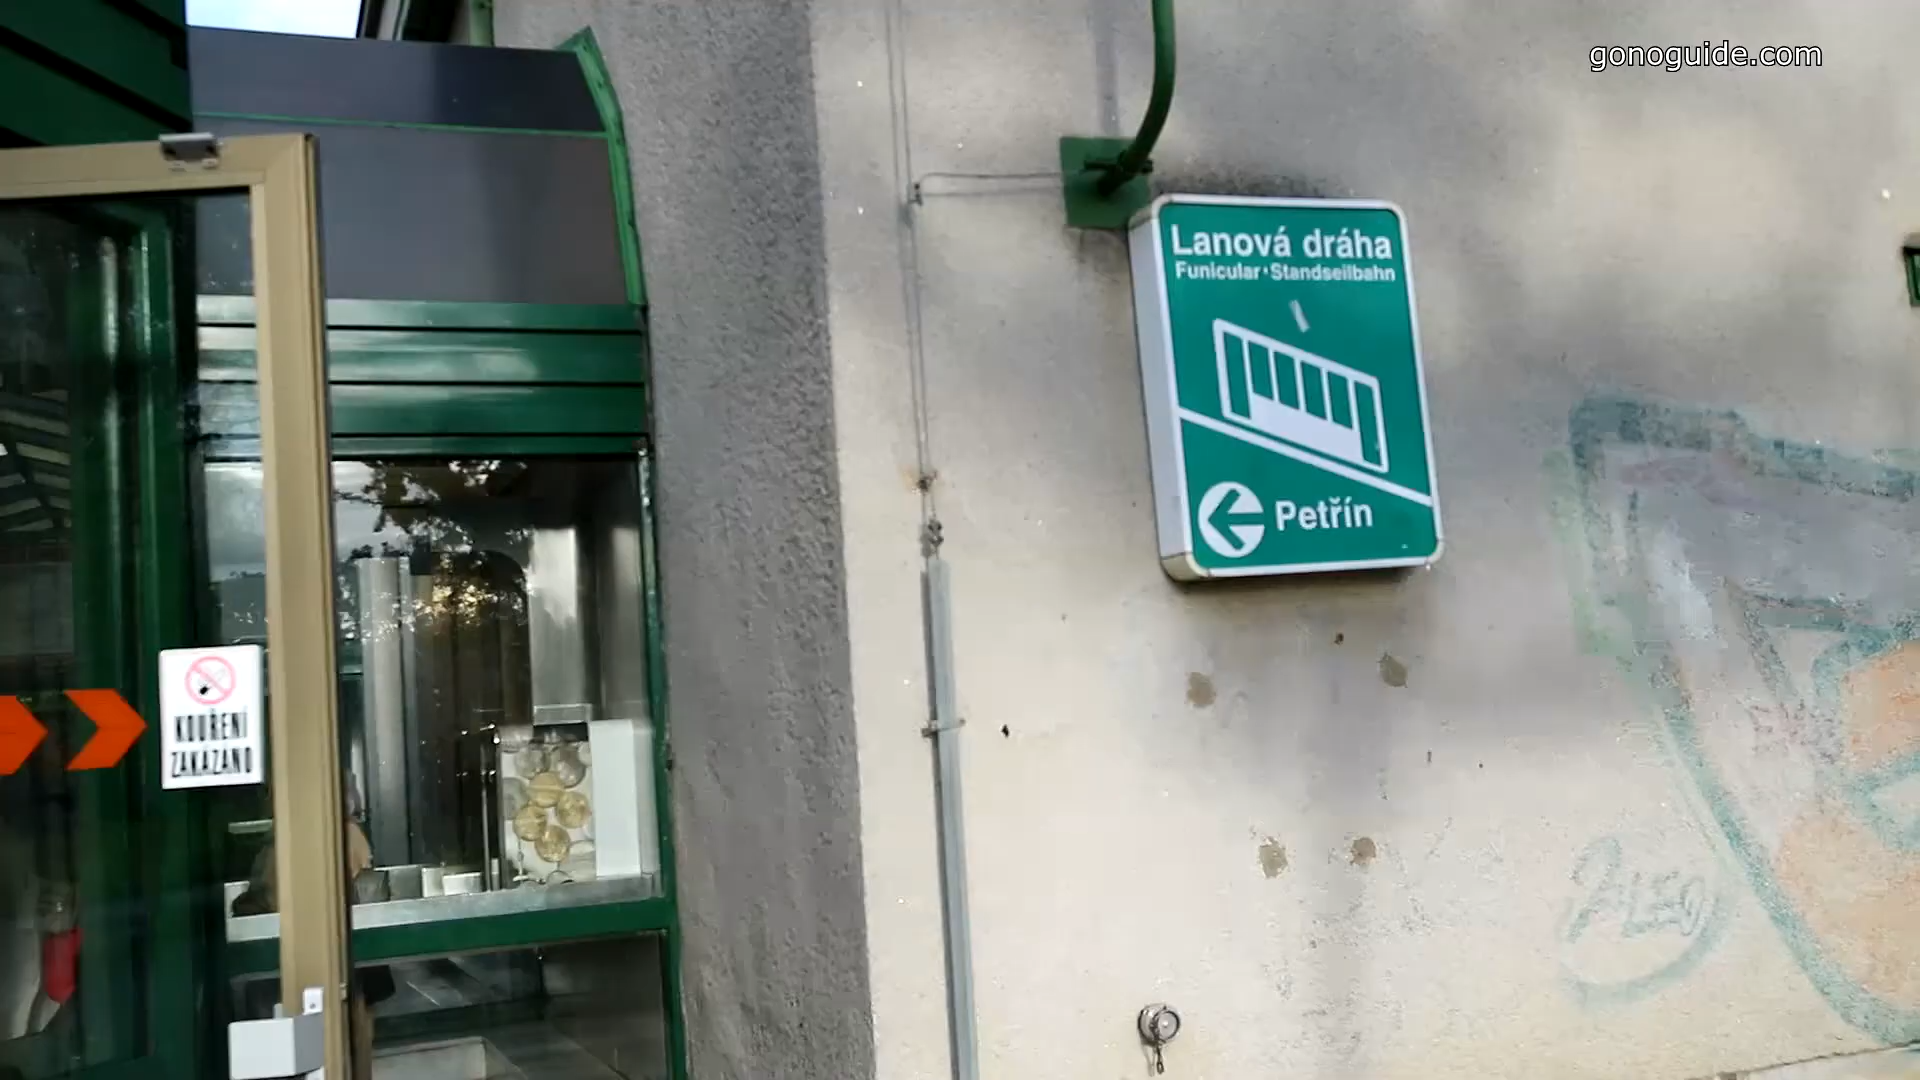 gonoguide.com
Lanová dráha
Funicular · Standseilbahn
Petřín
KOUŘENÍ
ZAKÁZÁNO